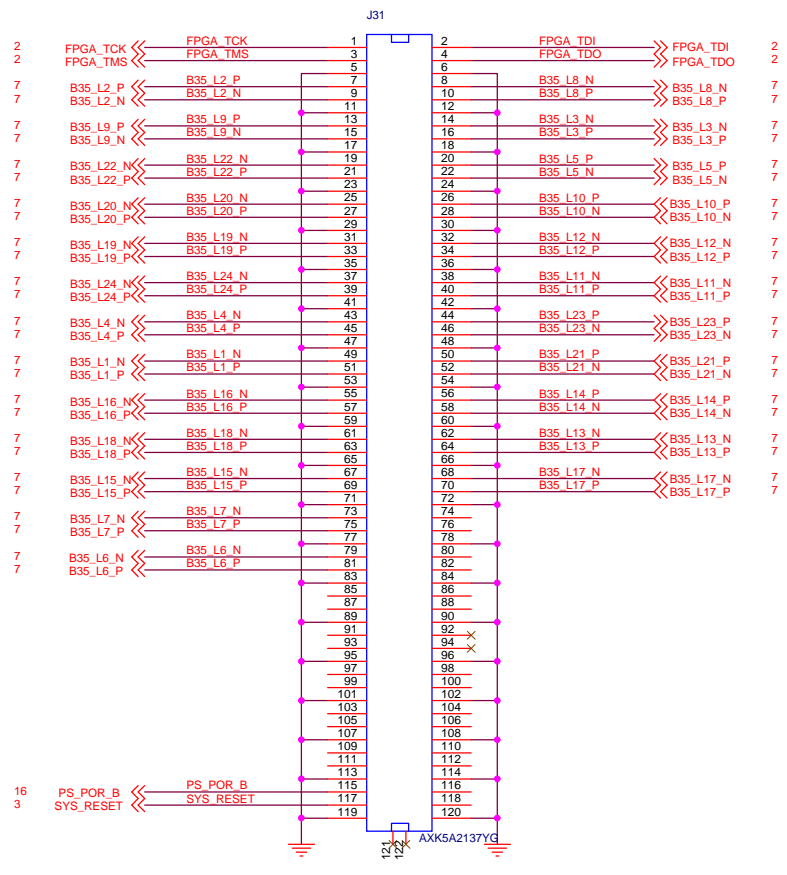 J31
FPGA_TCK 1 2 FPGA_TDI
2 FPGA_TCK FPGA_TDI 2
FPGA_TMS 3 4 FPGA_TDO
2 FPGA_TMS FPGA_TDO 2
5 6
7 B35_L2_P B35_L2_P 7 8 B35_L8_N B35_L8_N 7
7 B35_L2_N B35_L2_N 9 10 B35_L8_P B35_L8_P 7
11 12
7 B35_L9_P B35_L9_P 13 14 B35_L3_N B35_L3_N 7
7 B35_L9_N B35_L9_N 15 16 B35_L3_P B35_L3_P 7
17 18
7 B35_L22_N B35_L22_N 19 20 B35_L5_P B35_L5_P 7
7 B35_L22_P B35_L22_P 21 22 B35_L5_N B35_L5_N 7
23 24
7 B35_L20_N B35_L20_N 25 26 B35_L10_P B35_L10_P 7
7 B35_L20_P B35_L20_P 27 28 B35_L10_N B35_L10_N 7
29 30
7 B35_L19_N B35_L19_N 31 32 B35_L12_N B35_L12_N 7
7 B35_L19_P B35_L19_P 33 34 B35_L12_P B35_L12_P 7
35 36
7 B35_L24_N B35_L24_N 37 38 B35_L11_N B35_L11_N 7
7 B35_L24_P B35_L24_P 39 40 B35_L11_P B35_L11_P 7
41 42
7 B35_L4_N B35_L4_N 43 44 B35_L23_P B35_L23_P 7
7 B35_L4_P B35_L4_P 45 46 B35_L23_N B35_L23_N 7
47 48
7 B35_L1_N B35_L1_N 49 50 B35_L21_P B35_L21_P 7
7 B35_L1_P B35_L1_P 51 52 B35_L21_N B35_L21_N 7
53 54
7 B35_L16_N B35_L16_N 55 56 B35_L14_P B35_L14_P 7
7 B35_L16_P B35_L16_P 57 58 B35_L14_N B35_L14_N 7
59 60
7 B35_L18_N B35_L18_N 61 62 B35_L13_N B35_L13_N 7
7 B35_L18_P B35_L18_P 63 64 B35_L13_P B35_L13_P 7
65 66
7 B35_L15_N B35_L15_N 67 68 B35_L17_N B35_L17_N 7
7 B35_L15_P B35_L15_P 69 70 B35_L17_P B35_L17_P 7
71 72
7 B35_L7_N B35_L7_N 73 74
7 B35_L7_P B35_L7_P 75 76
77 78
7 B35_L6_N B35_L6_N 79 80
7 B35_L6_P B35_L6_P 81 82
83 84
85 86
87 88
89 90
91 92
93 94
95 96
97 98
99 100
101 102
103 104
105 106
107 108
109 110
111 112
113 114
16 PS_POR_B PS_POR_B 115 116
3 SYS_RESET SYS_RESET 117 118
119 120
AXK5A2137YG
121
122